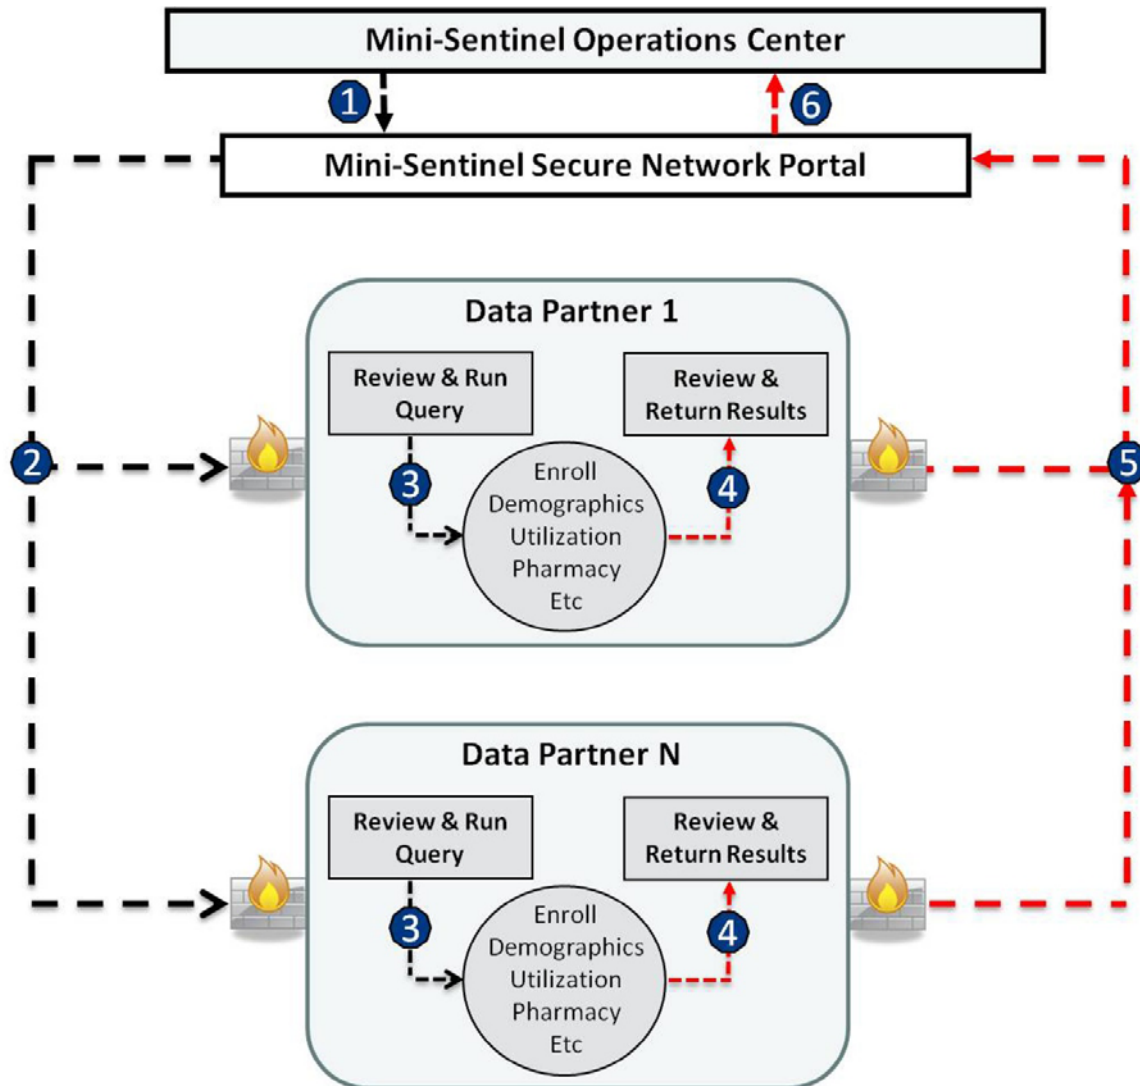 Mini-Sentinel Operations Center
1
6
Mini-Sentinel Secure Network Portal
Data Partner 1
Review & Run
Query
Review &
Return Results
2
3
4
5
Enroll
Demographics
Utilization
Pharmacy
Etc
Data Partner N
Review & Run
Query
Review &
Return Results
3
4
Enroll
Demographics
Utilization
Pharmacy
Etc